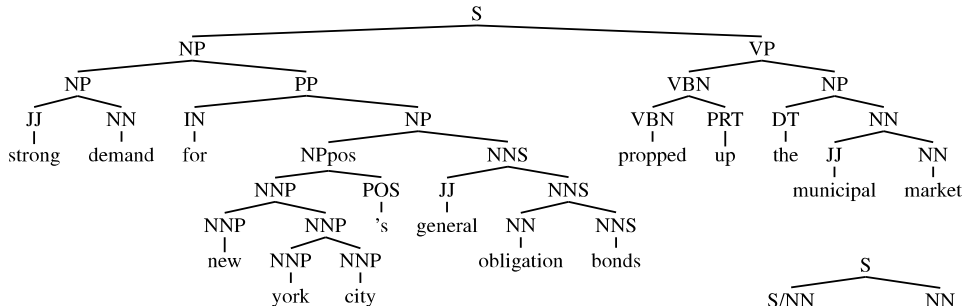 S
NP VP
NP PP VBN NP
JJ NN IN NP VBN PRT DT NN
strong demand for NPpos NNS propped up the JJ NN
NNP POS JJ NNS municipal market
NNP NNP 's general NN NNS
new NNP NNP obligation bonds
S
york city S/NN NN